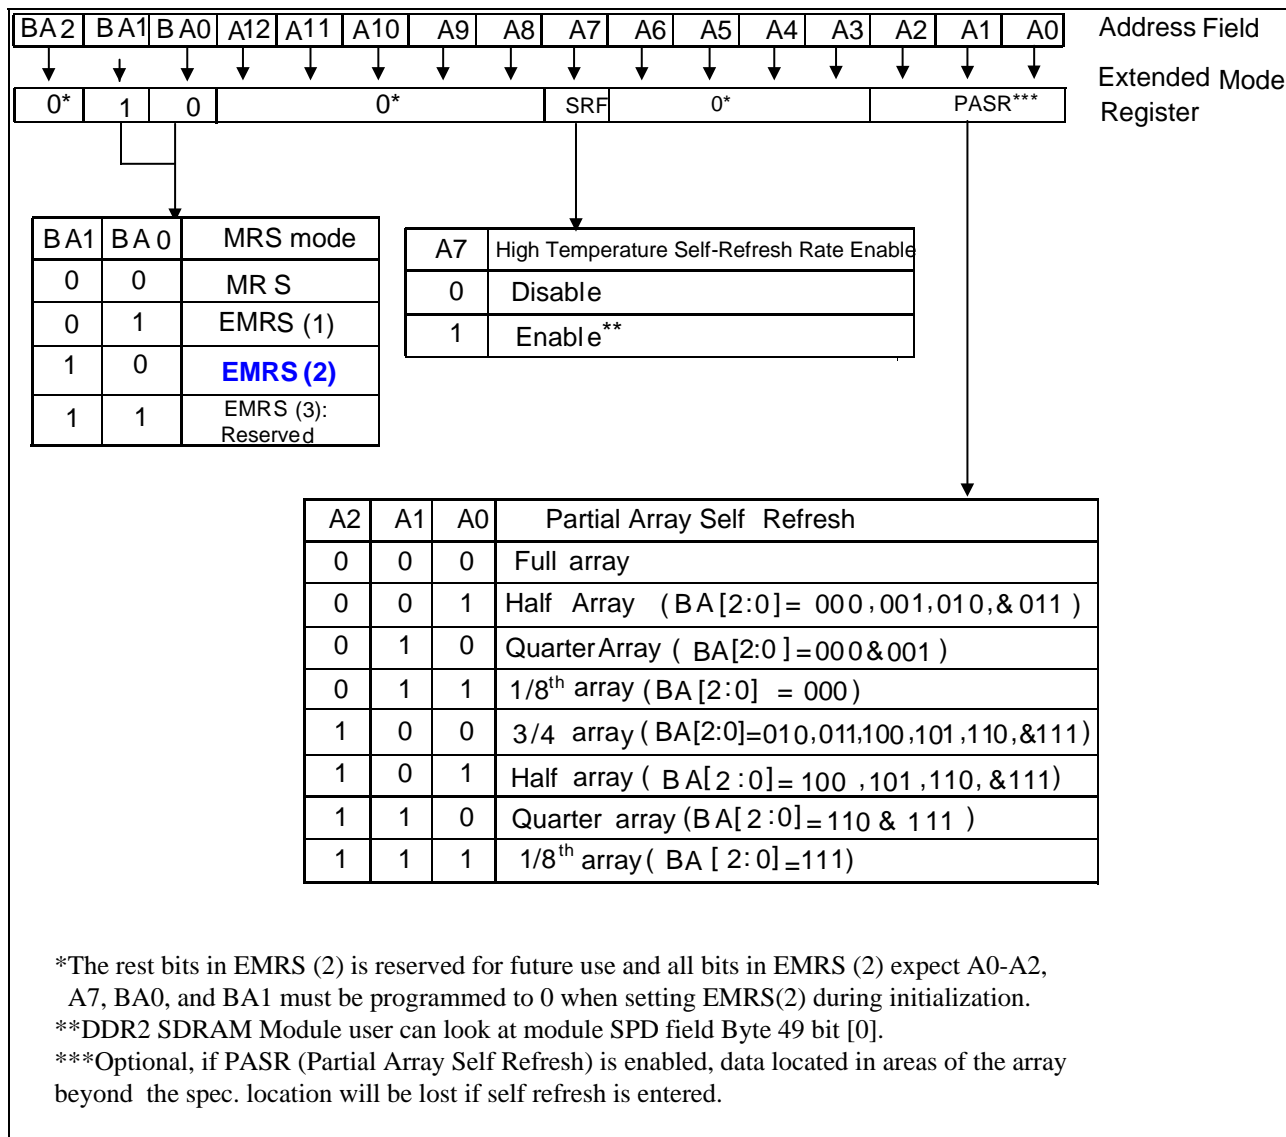 BA2 BA1 BA0 A12 A11 A10 A9 A8 A7 A6 A5 A4 A3 A2 A1 A0 Address Field
0* 1 0 0* SRF 0* PASR*** Extended Mode
Register
BA1 BA0 MRS mode
0 0 MRS
0 1 EMRS (1)
1 0 EMRS (2)
1 1 EMRS (3):
Reserved
A7 High Temperature Self-Refresh Rate Enable
0 Disable
1 Enable**
A2 A1 A0 Partial Array Self Refresh
0 0 0 Full array
0 0 1 Half Array (BA[2:0]= 000,001,010,&011)
0 1 0 Quarter Array (BA[2:0]=000&001)
0 1 1 1/8th array (BA[2:0] = 000)
1 0 0 3/4 array (BA[2:0]=010,011,100,101,110,&111)
1 0 1 Half array (BA[2:0]= 100,101,110,&111)
1 1 0 Quarter array (BA[2:0]=110 & 111)
1 1 1 1/8th array (BA[2:0]=111)
*The rest bits in EMRS (2) is reserved for future use and all bits in EMRS (2) expect A0-A2,
A7, BA0, and BA1 must be programmed to 0 when setting EMRS(2) during initialization.
**DDR2 SDRAM Module user can look at module SPD field Byte 49 bit [0].
***Optional, if PASR (Partial Array Self Refresh) is enabled, data located in areas of the array
beyond the spec. location will be lost if self refresh is entered.